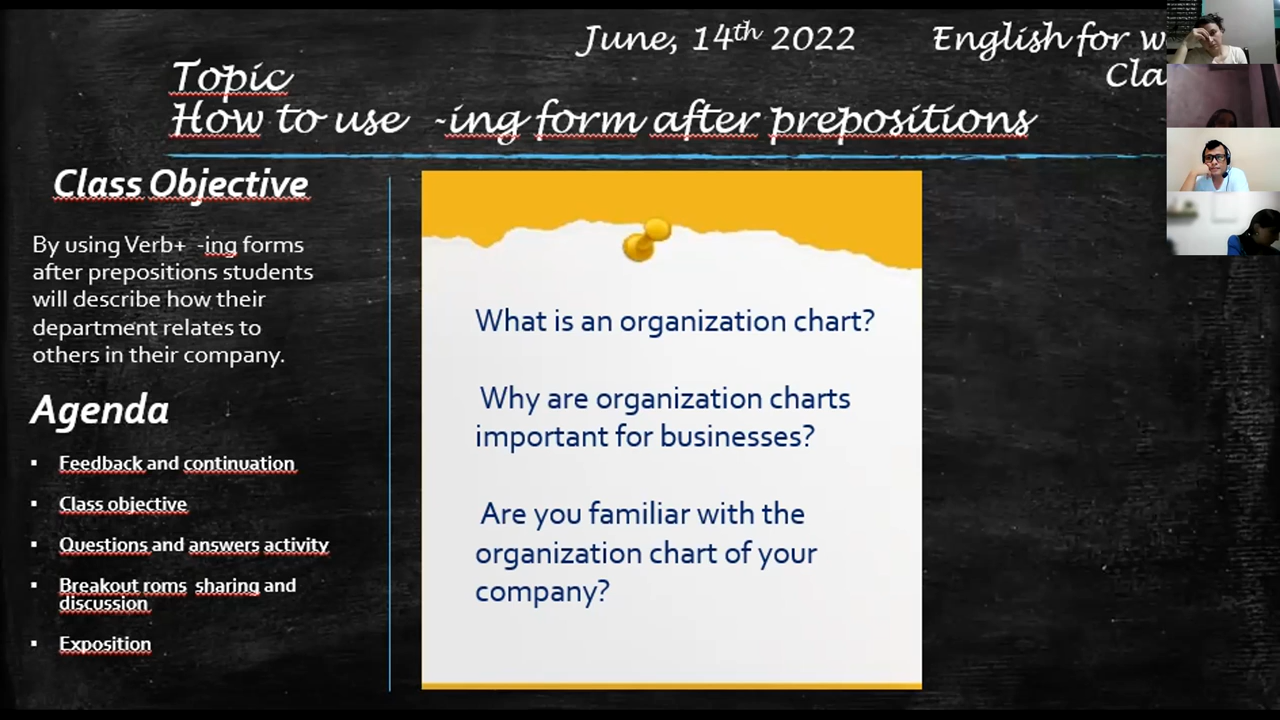 June, 14th 2022
English for w
Cla
Topic
How to use -ing form after prepositions
Class Objective
By using Verb+ -ing forms
after prepositions students
will describe how their
department relates to
others in their company.
Agenda
▪ Feedback and continuation
▪ Class objective
▪ Questions and answers activity
▪ Breakout roms sharing and
discussion
▪ Exposition
What is an organization chart?
Why are organization charts
important for businesses?
Are you familiar with the
organization chart of your
company?